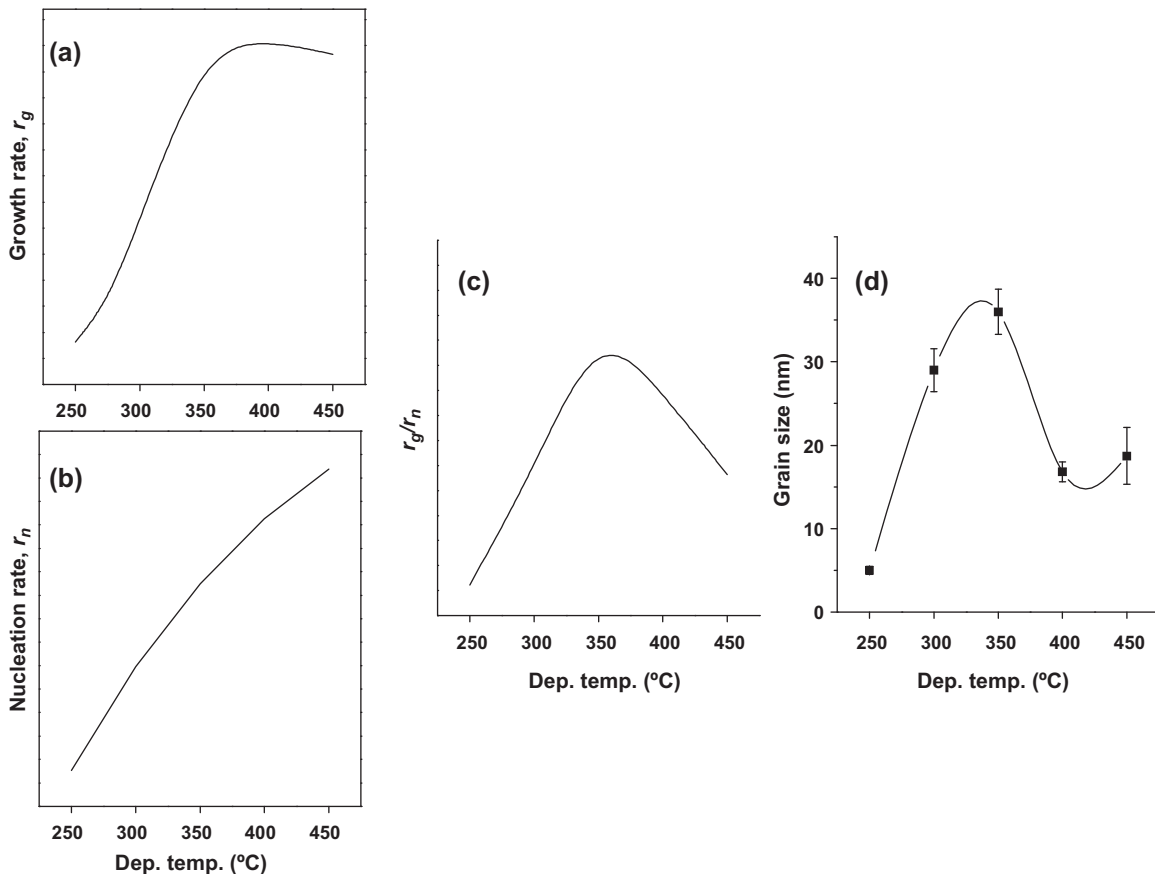 (a)
Growth rate, r_g
250 300 350 400 450
(b)
Nucleation rate, r_n
250 300 350 400 450
Dep. temp. (ºC)
(c)
r_g/r_n
250 300 350 400 450
Dep. temp. (ºC)
(d)
Grain size (nm)
40
30
20
10
0
250 300 350 400 450
Dep. temp. (ºC)